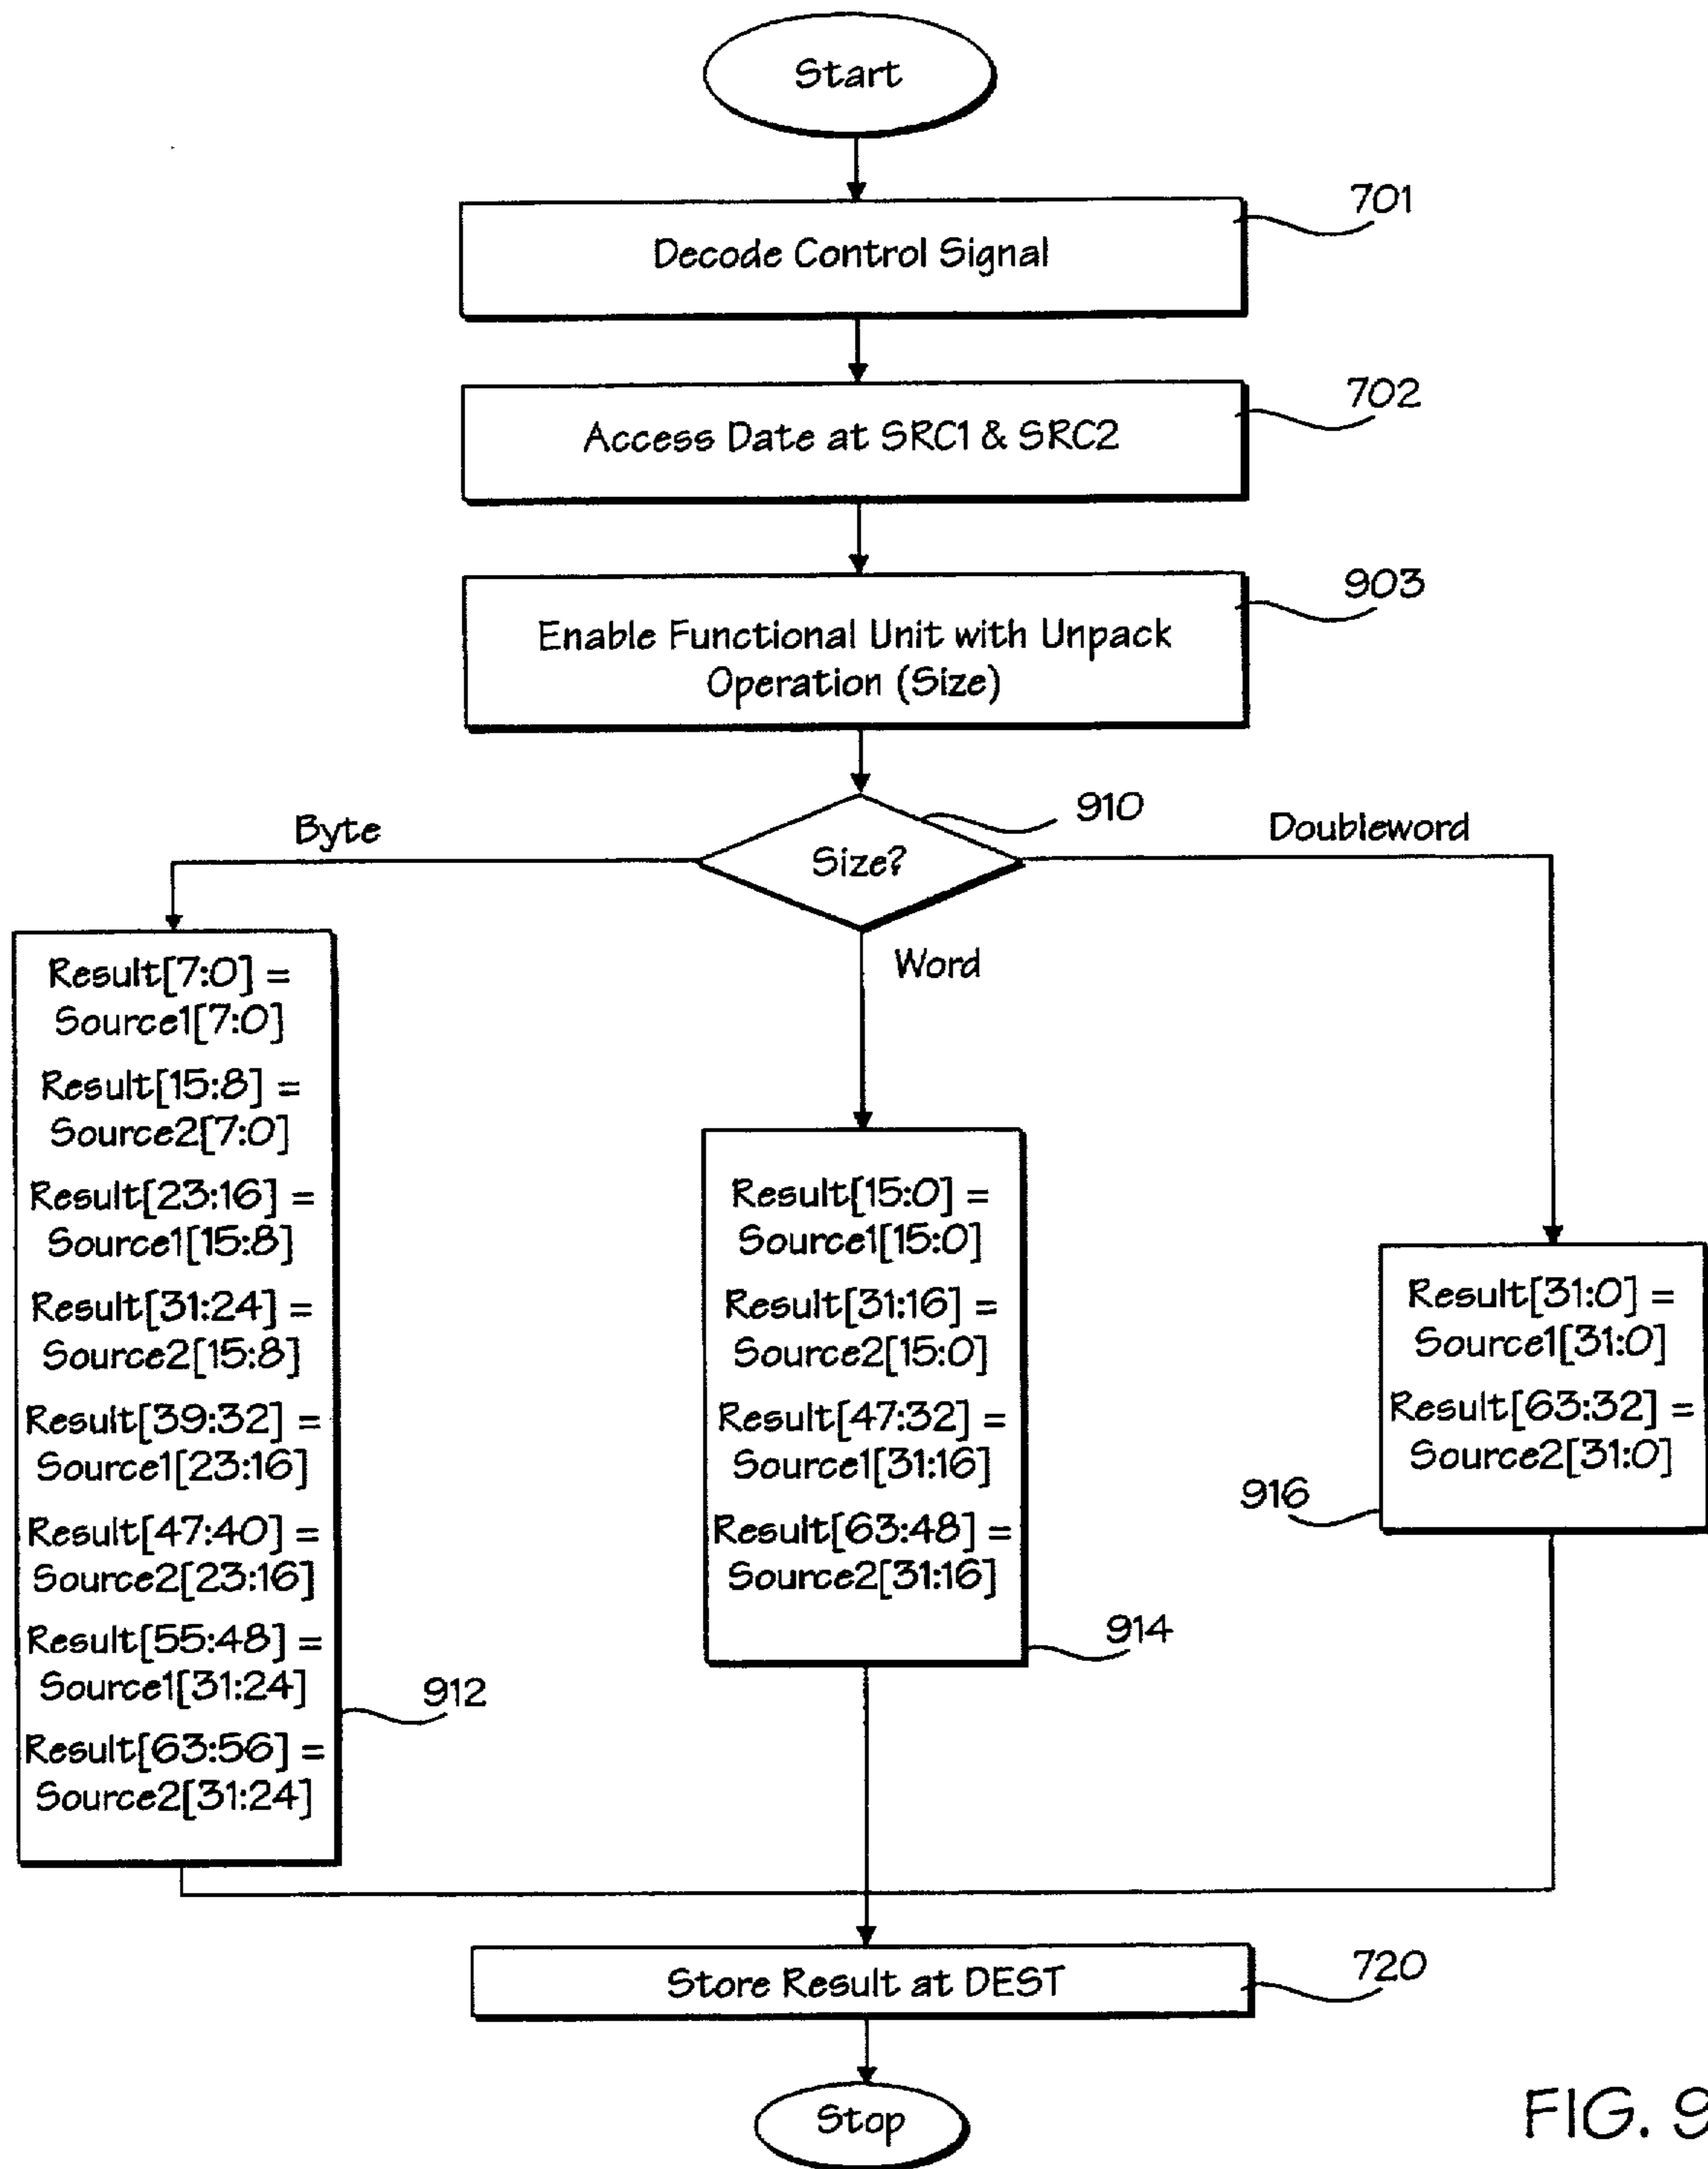 Start
701
Decode Control Signal
702
Access Date at SRC1 & SRC2
903
Enable Functional Unit with Unpack
Operation (Size)
910
Byte
Doubleword
Size?
Word
Result[7:0] =
Source1[7:0]
Result[15:8] =
Source2[7:0]
Result[23:16] =
Source1[15:8]
Result[31:24] =
Source2[15:8]
Result[39:32] =
Source1[23:16]
Result[47:40] =
Source2[23:16]
Result[55:48] =
Source1[31:24]
Result[63:56] =
Source2[31:24]
912
Result[15:0] =
Source1[15:0]
Result[31:16] =
Source2[15:0]
Result[47:32] =
Source1[31:16]
Result[63:48] =
Source2[31:16]
914
Result[31:0] =
Source1[31:0]
Result[63:32] =
Source2[31:0]
916
Store Result at DEST
720
Stop
FIG. 9